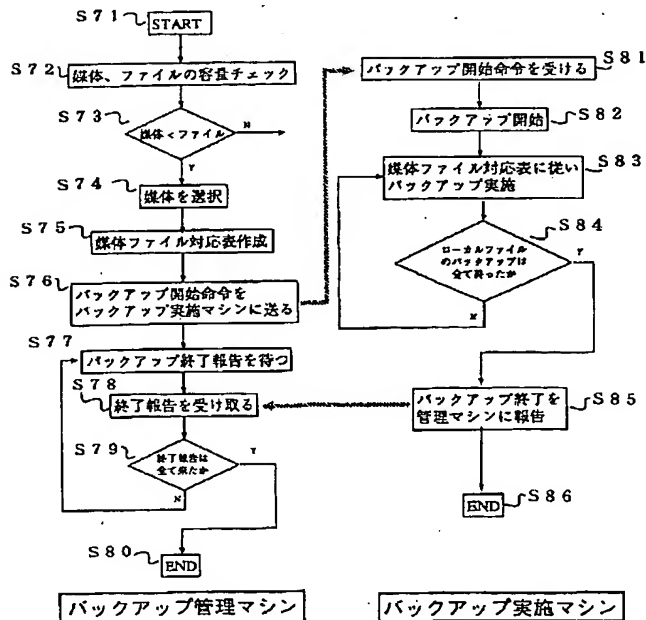 S71
START
S72
媒体、ファイルの容量チェック
S73
媒体<ファイル
N
Y
S74
媒体を選択
S75
媒体ファイル対応表作成
S76
バックアップ開始命令を
バックアップ実施マシンに送る
S77
バックアップ終了報告を待つ
S78
終了報告を受け取る
S79
終了報告は
全て来たか
Y
N
S80
END
バックアップ管理マシン
S81
バックアップ開始命令を受ける
S82
バックアップ開始
S83
媒体ファイル対応表に従い
バックアップ実施
S84
ローカルファイル
のバックアップは
全て終ったか
Y
N
S85
バックアップ終了を
管理マシンに報告
S86
END
バックアップ実施マシン